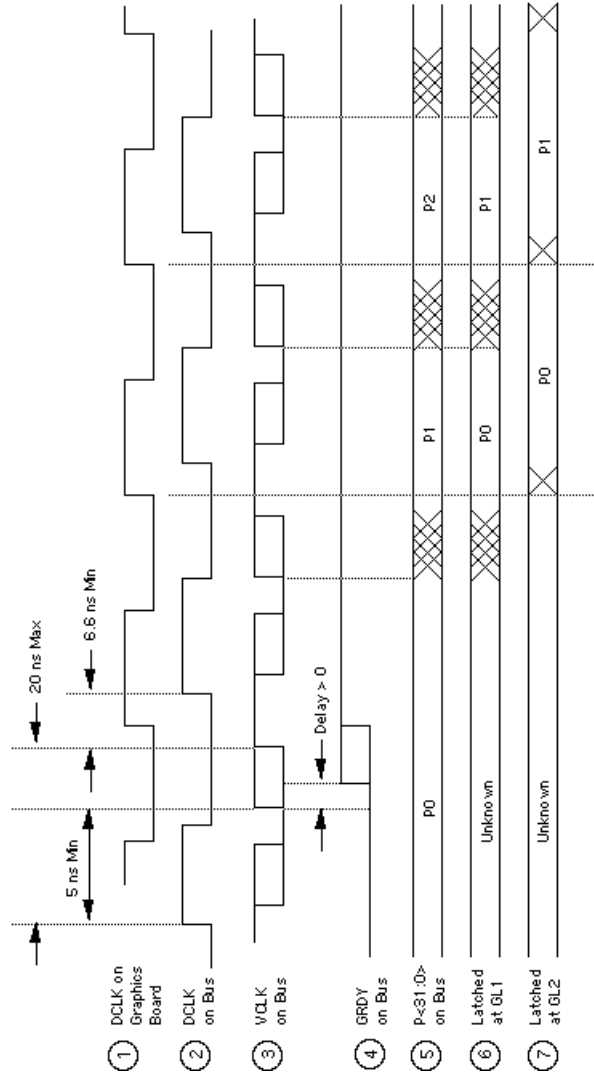 20 ns Max
5 ns Min
6.6 ns Min
1
DCLK on
Graphics
Board
2
DCLK
on Bus
3
VCLK
on Bus
Delay > 0
4
GRDY
on Bus
5
P<31:0>
on Bus
P0
P1
P2
6
Latched
at GL1
Unknown
P0
P1
7
Latched
at GL2
Unknown
P0
P1